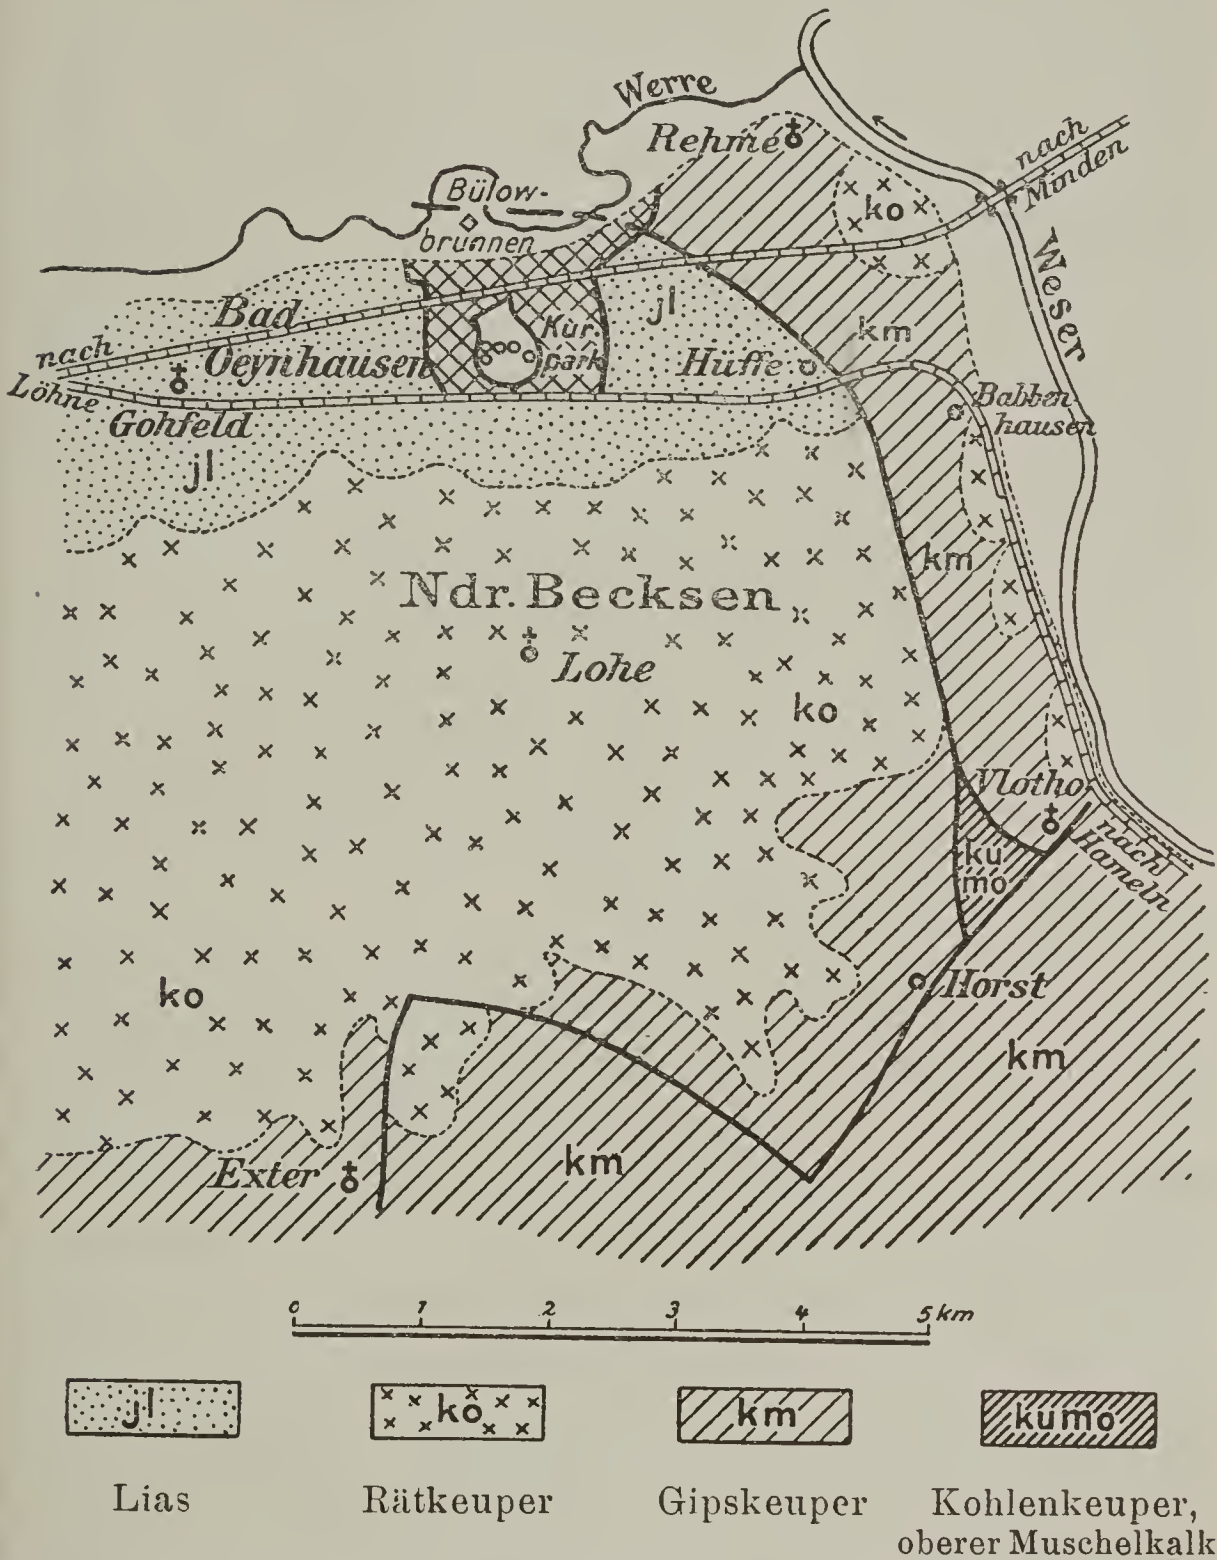 Werre
Rehme
nach
Minden
Bülow-
brunnen
ko
Weser
Bad
jl
Kur-
park
km
nach
Oeynhausen
Huffe
Löhne
Babben-
hausen
Gohfeld
jl
km
Ndr. Becksen
Lohe
ko
Vlotho
nach
Hameln
ku
mo
ko
Horst
km
km
Exter
0 1 2 3 4 5 km
jl ko km kumo
Lias Rätkeuper Gipskeuper Kohlenkeuper,
oberer Muschelkalk